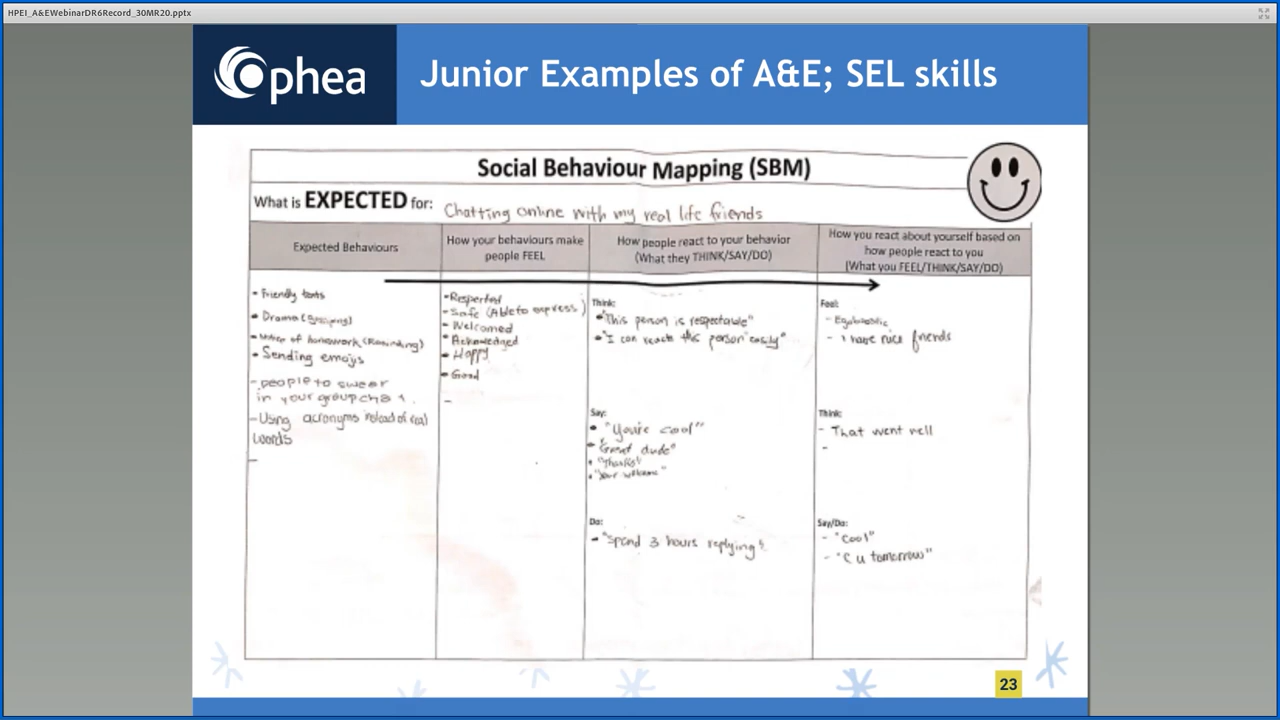 HPEI_A&EWebinarDR6Record_30MR20.pptx
Ophea
Junior Examples of A&E; SEL skills
Social Behaviour Mapping (SBM)
What is EXPECTED for: Chatting online with my real life friends
Expected Behaviours
- Friendly texts
- Drama
of homework (Reminding)
- Sending emojis
- people to swear
in your group chat.
- Using acronyms instead of real
words
-
How your behaviours make
people FEEL
- Respected
- Safe (Able to express)
- Welcomed
- Happy
- Good
-
How people react to your behavior
(What they THINK/SAY/DO)
Think:
• "This person is respectable"
• "I can reach this person easily"
Say:
• "You're cool"
• "Great dude"
• "Thanks"
• "Your welcome"
Do:
- "Spend 3 hours replying"
How you react about yourself based on
how people react to you
(What you FEEL/THINK/SAY/DO)
Feel:
- I have nice friends
Think:
- That went well
-
Say/Do:
- "Cool"
- "C u tomorrow"
23